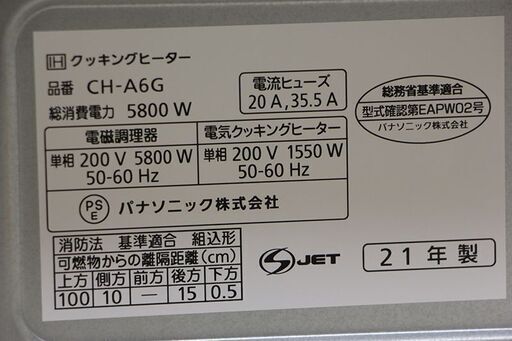 IH クッキングヒーター
品番 CH-A6G
総消費電力 5800 W
電流ヒューズ
20 A,35.5 A
総務省基準適合
型式確認第EAPW02号
パナソニック株式会社
電磁調理器
単相 200 V 5800 W
50-60 Hz
電気クッキングヒーター
単相 200 V 1550 W
50-60 Hz
PS
E
パナソニック株式会社
消防法 基準適合 組込形
可燃物からの離隔距離(cm)
上方 側方 前方 後方 下方
100 10 — 15 0.5
S JET
21年製